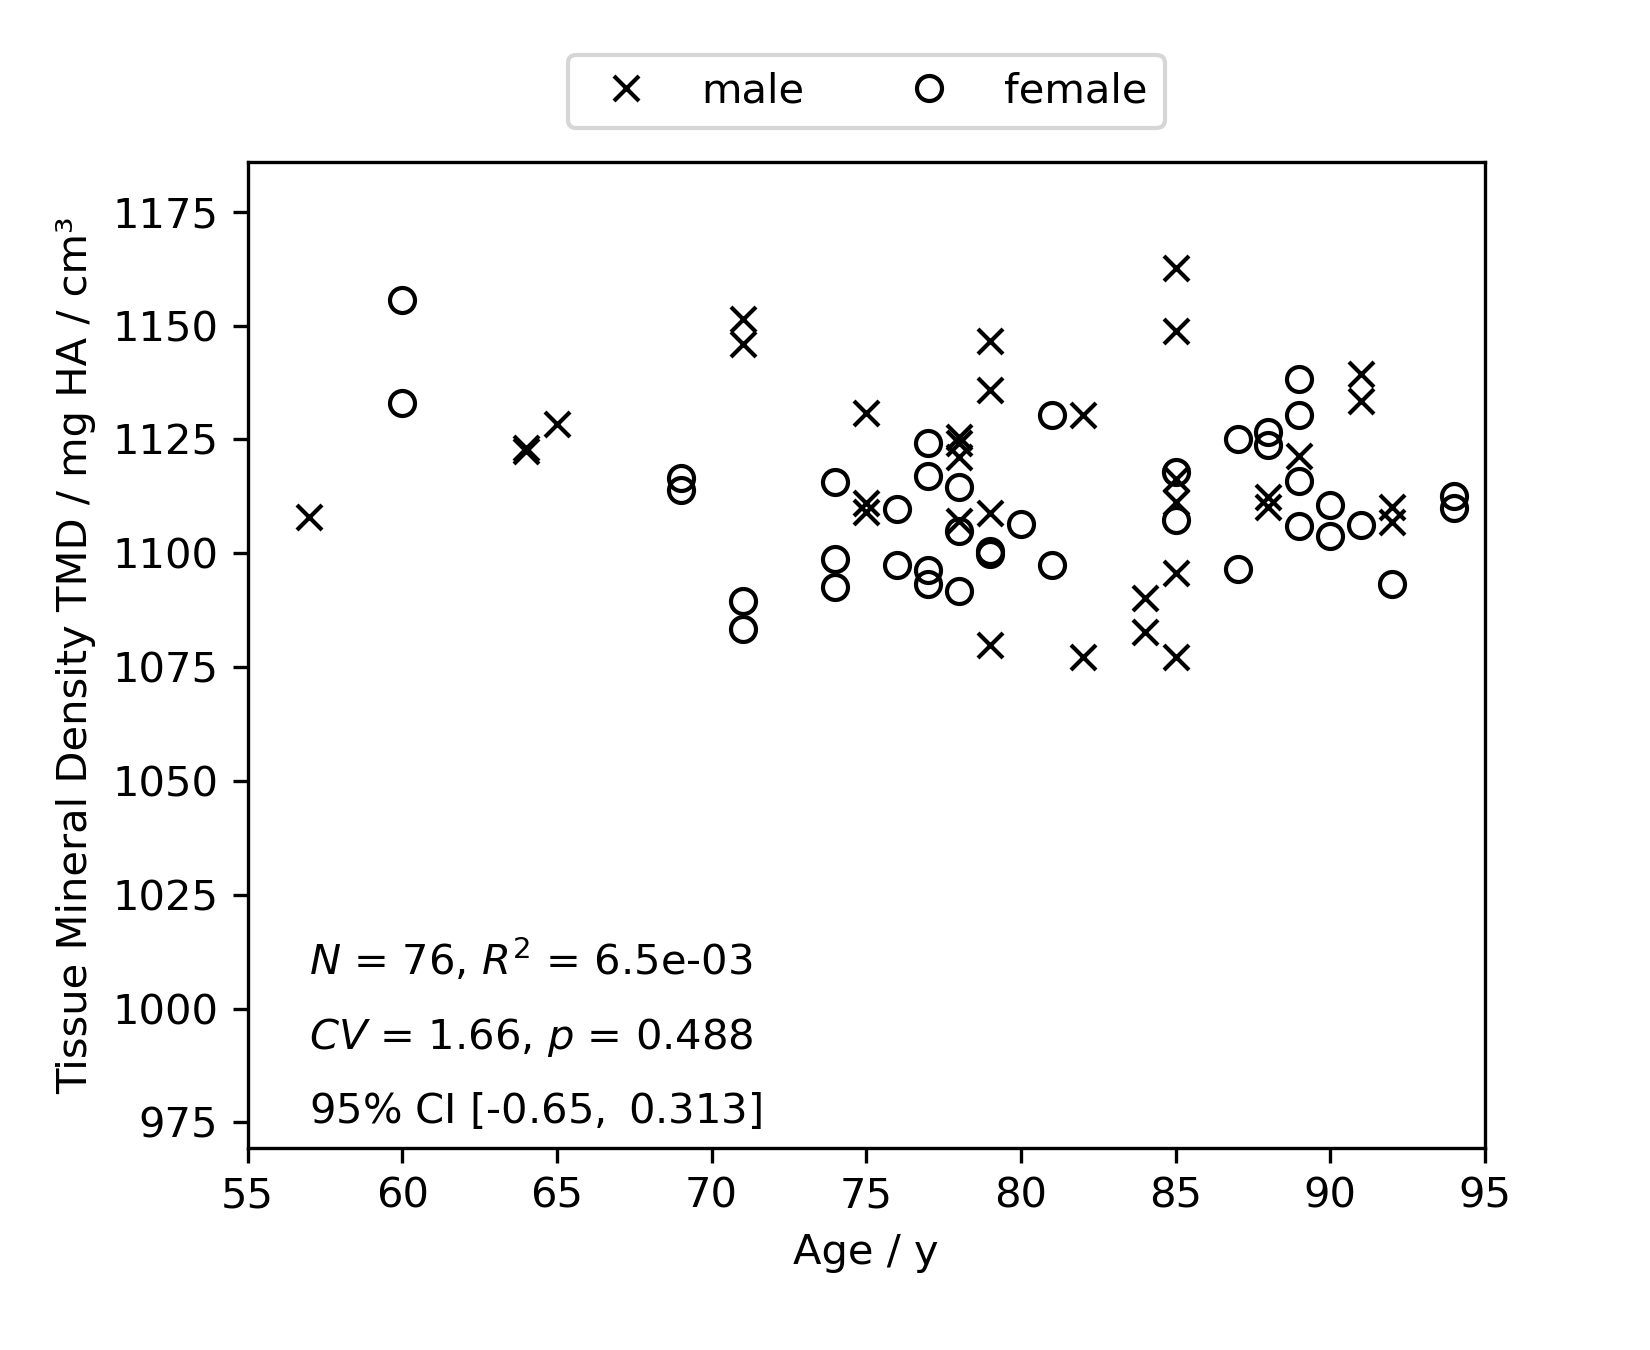 male female
Tissue Mineral Density TMD / mg HA / cm³
1175
1150
1125
1100
1075
1050
1025
1000
975
N = 76, R² = 6.5e-03
CV = 1.66, p = 0.488
95% CI [-0.65, 0.313]
55 60 65 70 75 80 85 90 95
Age / y